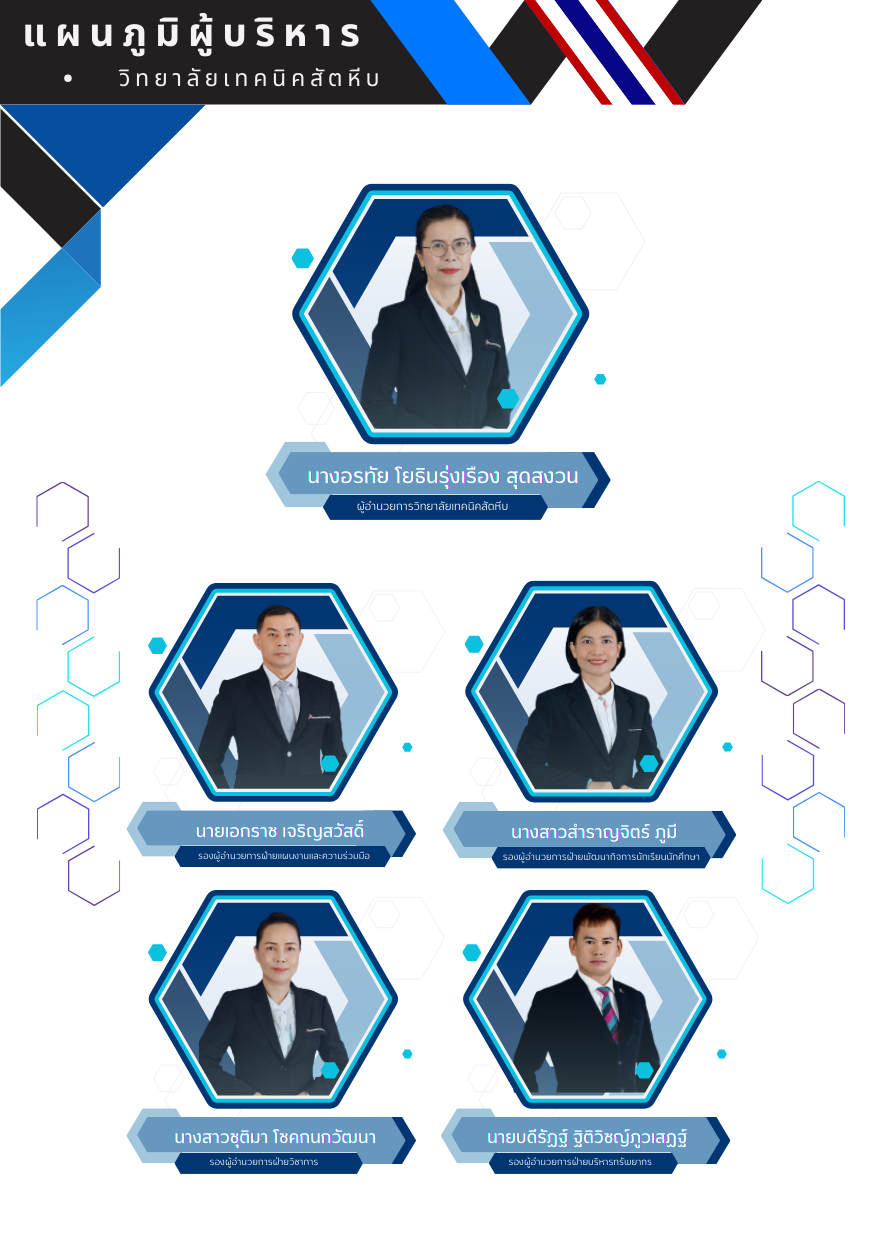 แผนภูมิผู้บริหาร
• วิทยาลัยเทคนิคสัตหีบ
นางอรทัย โยธินรุ่งเรือง สุดสงวน
ผู้อำนวยการวิทยาลัยเทคนิคสัตหีบ
นายเอกราช เจริญสวัสดิ์
รองผู้อำนวยการฝ่ายแผนงานและความร่วมมือ
นางสาวสำราญจิตร์ ภูมี
รองผู้อำนวยการฝ่ายพัฒนากิจการนักเรียนนักศึกษา
นางสาวชุติมา โชคกนกวัฒนา
รองผู้อำนวยการฝ่ายวิชาการ
นายบดีรัฏฐ์ ฐิติวิชญ์ภูวเสฏฐ์
รองผู้อำนวยการฝ่ายบริหารทรัพยากร